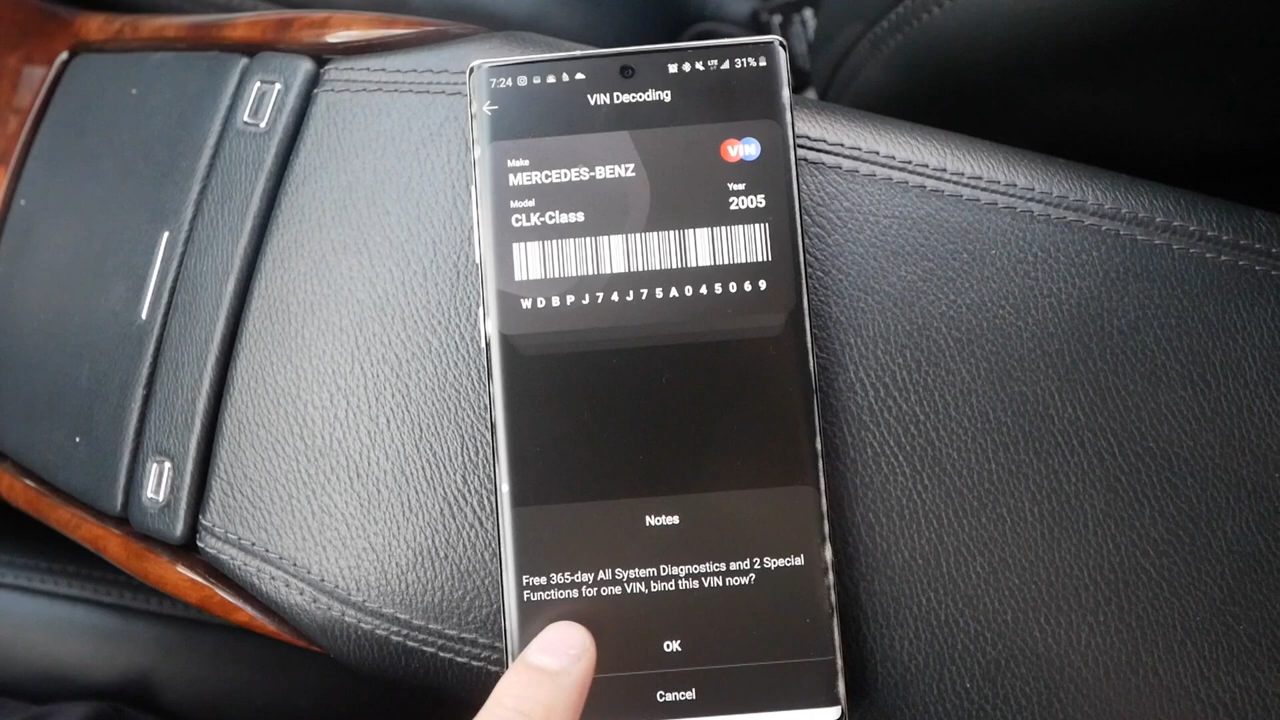 7:24
LTE 31%
VIN Decoding
Make
VIN
MERCEDES-BENZ
Year
Model
2005
CLK-Class
WDBPJ74J75A045069
Notes
Free 365-day All System Diagnostics and 2 Special
Functions for one VIN, bind this VIN now?
OK
Cancel